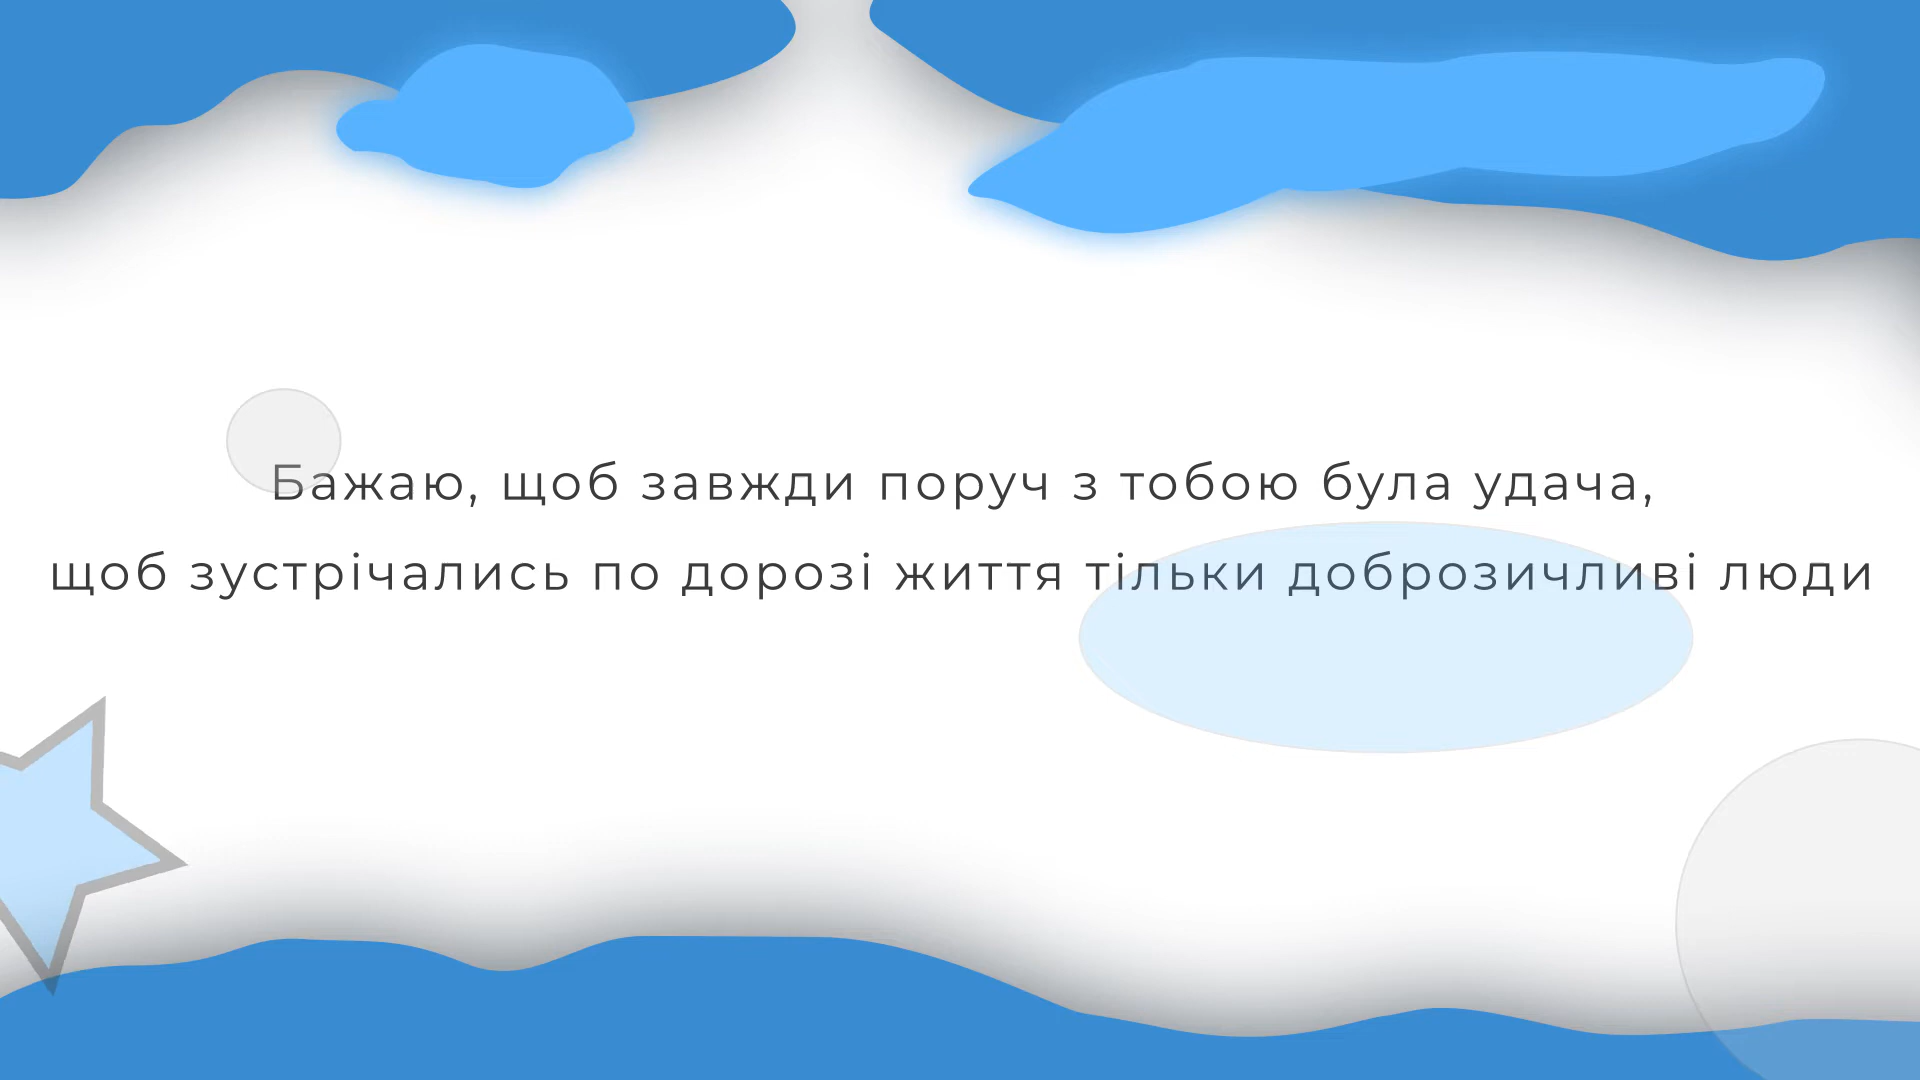 Бажаю, щоб завжди поруч з тобою була удача,
щоб зустрічались по дорозі життя тільки доброзичливі люди